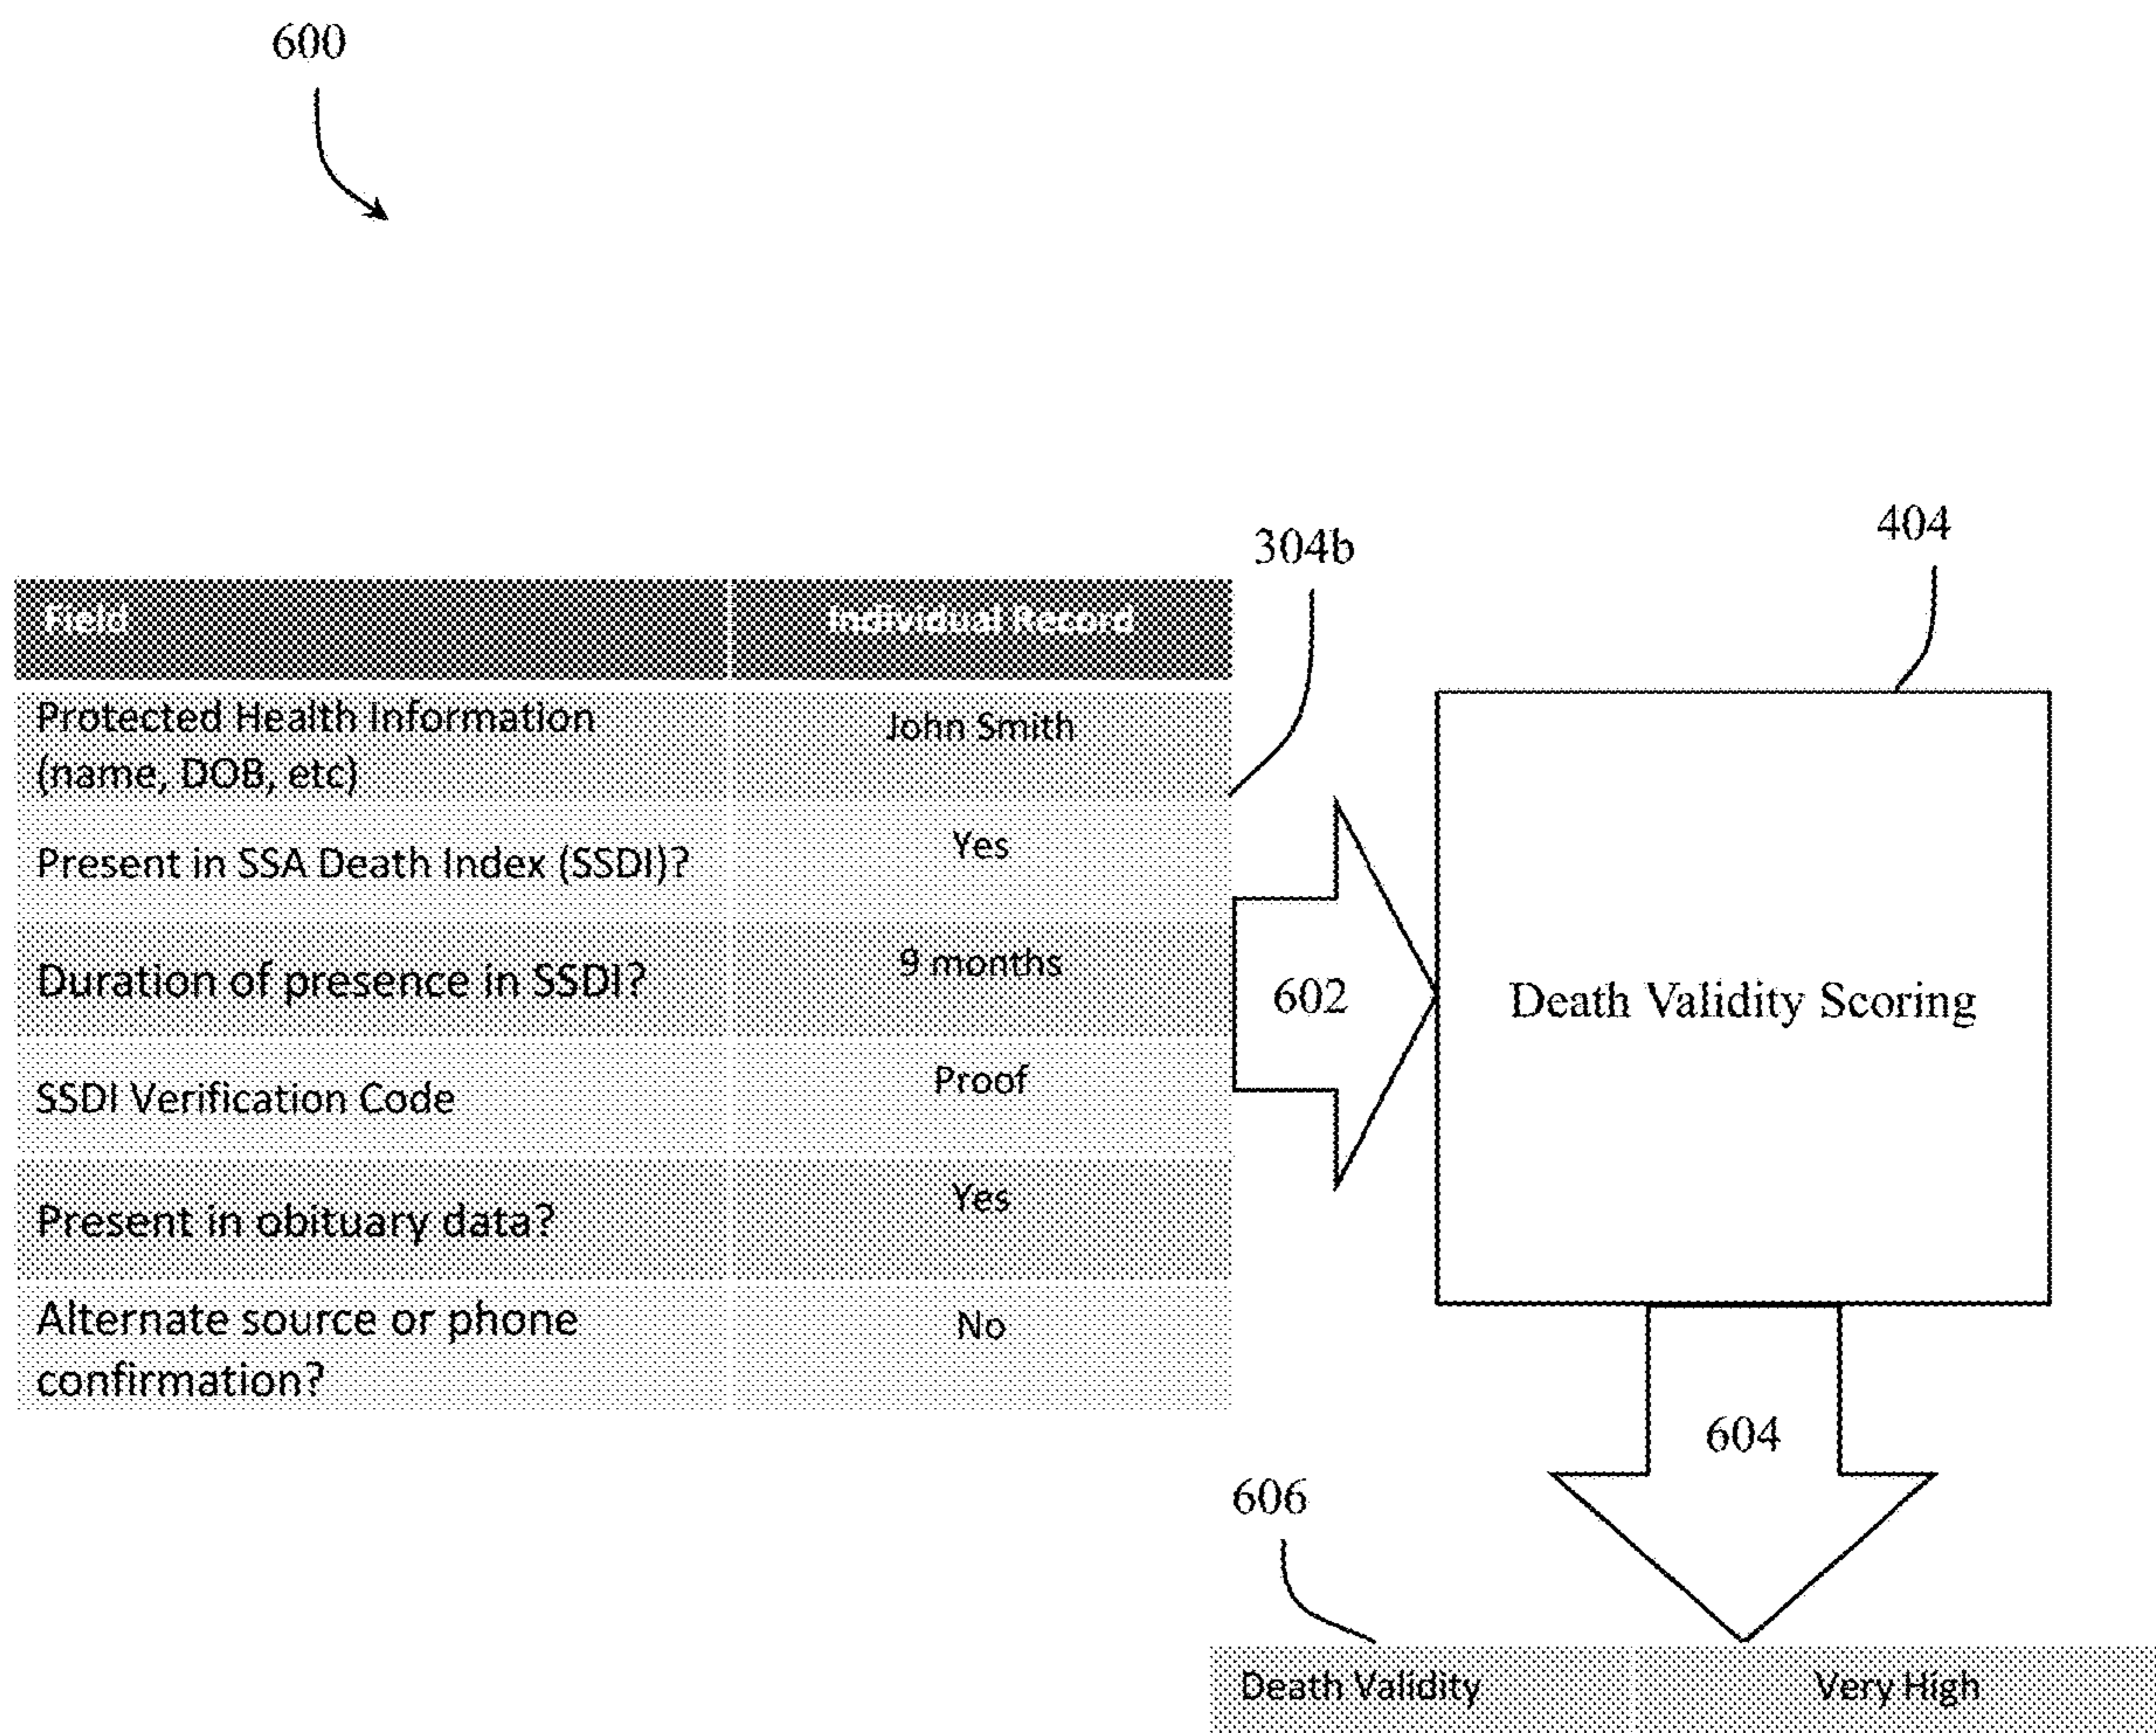 600
304b
404
Field
Individual Record
Protected Health Information
(name, DOB, etc)
John Smith
Present in SSA Death Index (SSDI)?
Yes
Duration of presence in SSDI?
9 months
SSDI Verification Code
Proof
Present in obituary data?
Yes
Alternate source or phone
confirmation?
No
602
Death Validity Scoring
604
606
Death Validity
Very High